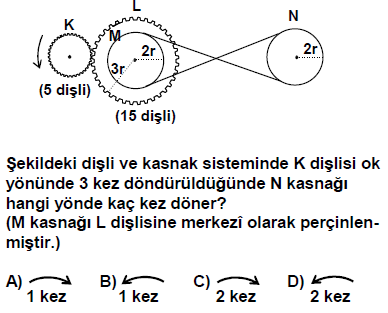 L
K
M
N
2r
2r
3r
(5 dişli)
(15 dişli)
Şekildeki dişli ve kasnak sisteminde K dişlisi ok
yönünde 3 kez döndürüldüğünde N kasnağı
hangi yönde kaç kez döner?
(M kasnağı L dişlisine merkezî olarak perçinlen-
miştir.)
A) B) C) D)
1 kez 1 kez 2 kez 2 kez